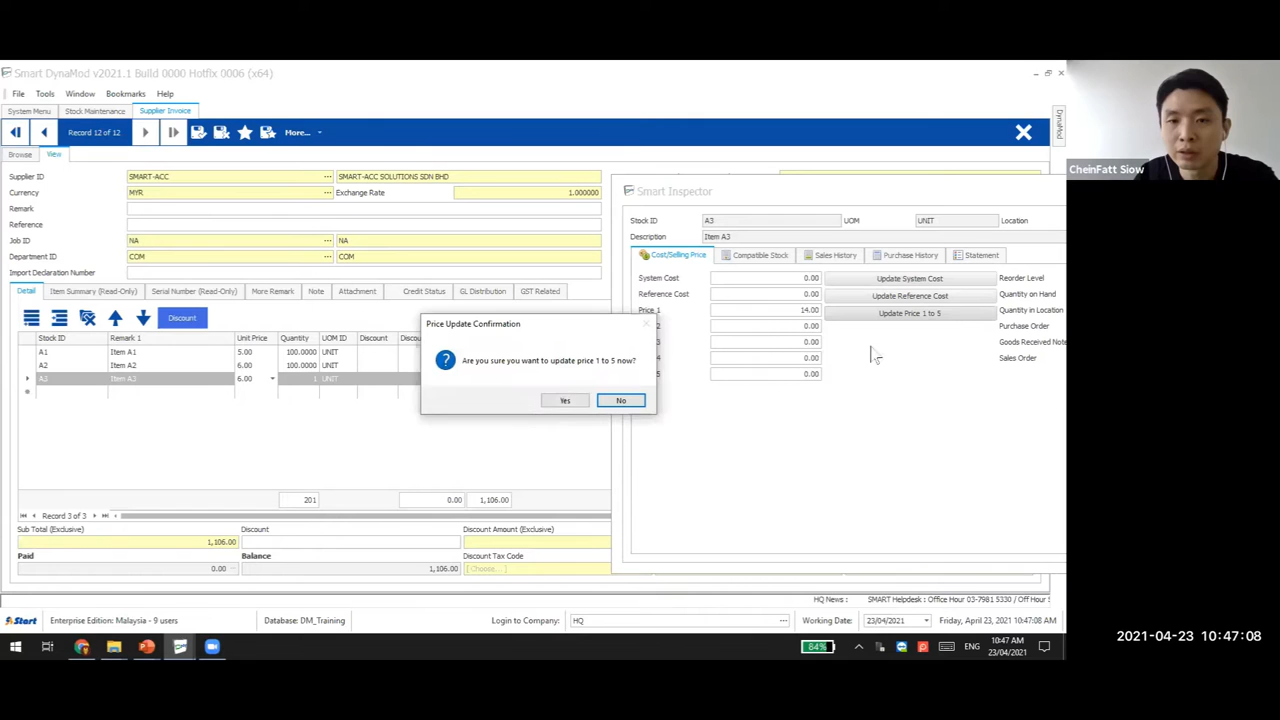 Smart DynaMod v2021.1 Build 0000 Hotfix 0006 (x64)
File Tools Window Bookmarks Help
System Menu Stock Maintenance Supplier Invoice
DynaMod
Record 12 of 12 More...
Browse View
Supplier ID SMART-ACC SMART-ACC SOLUTIONS SDN BHD
Currency MYR Exchange Rate 1.000000
Remark
Reference
Job ID NA NA
Department ID COM COM
Import Declaration Number
Detail Item Summary (Read-Only) Serial Number (Read-Only) More Remark Note Attachment Credit Status GL Distribution GST Related
Discount
Stock ID Remark 1 Unit Price Quantity UOM ID Discount
A1 Item A1 5.00 100.0000 UNIT
A2 Item A2 6.00 100.0000 UNIT
A3 Item A3 6.00 1 UNIT
201 0.00 1,106.00
Record 3 of 3
Sub Total (Exclusive) Discount Discount Amount (Exclusive)
1,106.00
Paid Balance Discount Tax Code
0.00 1,106.00 [ Choose... ]
Smart Inspector
Stock ID A3 UOM UNIT Location
Description Item A3
Cost/Selling Price Compatible Stock Sales History Purchase History Statement
System Cost 0.00 Update System Cost Reorder Level
Reference Cost 0.00 Update Reference Cost Quantity on Hand
Price 1 14.00 Update Price 1 to 5 Quantity in Location
2 0.00 Purchase Order
3 0.00 Goods Received Note
4 0.00 Sales Order
5 0.00
Price Update Confirmation
Are you sure you want to update price 1 to 5 now?
Yes No
HQ News : SMART Helpdesk : Office Hour 03-7981 5330 / Off Hour S
Start Enterprise Edition: Malaysia - 9 users Database: DM_Training Login to Company: HQ Working Date: 23/04/2021 Friday, April 23, 2021 10:47:08 AM
84% ENG 10:47 AM
23/04/2021
CheinFatt Siow
2021-04-23 10:47:08